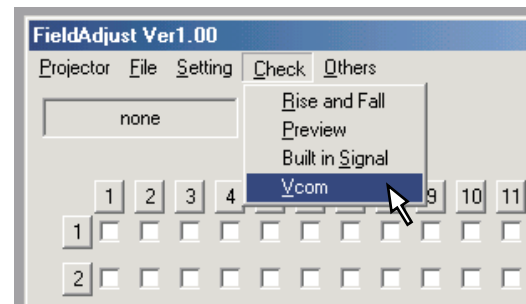 FieldAdjust Ver1.00
Projector File Setting Check Others
none
Rise and Fall
Preview
Built in Signal
Vcom
1 2 3 4 9 10 11
1
2